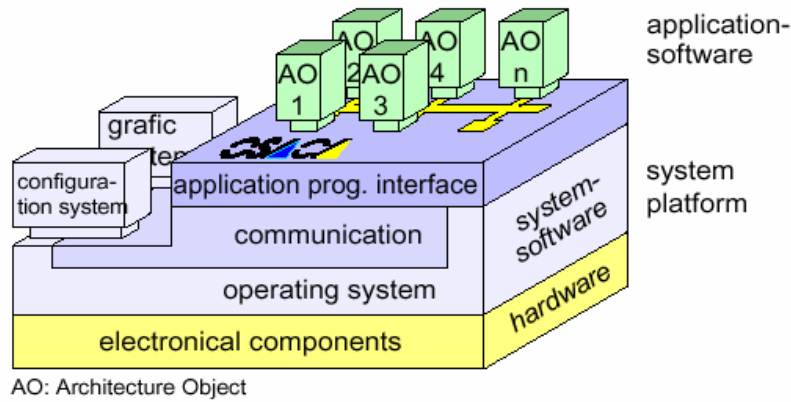 application-
software
AO
2
AO
4
AO
n
AO
1
AO
3
grafic
configura-
tion system
application prog. interface
system
platform
system-
software
communication
operating system
hardware
electronical components
AO: Architecture Object